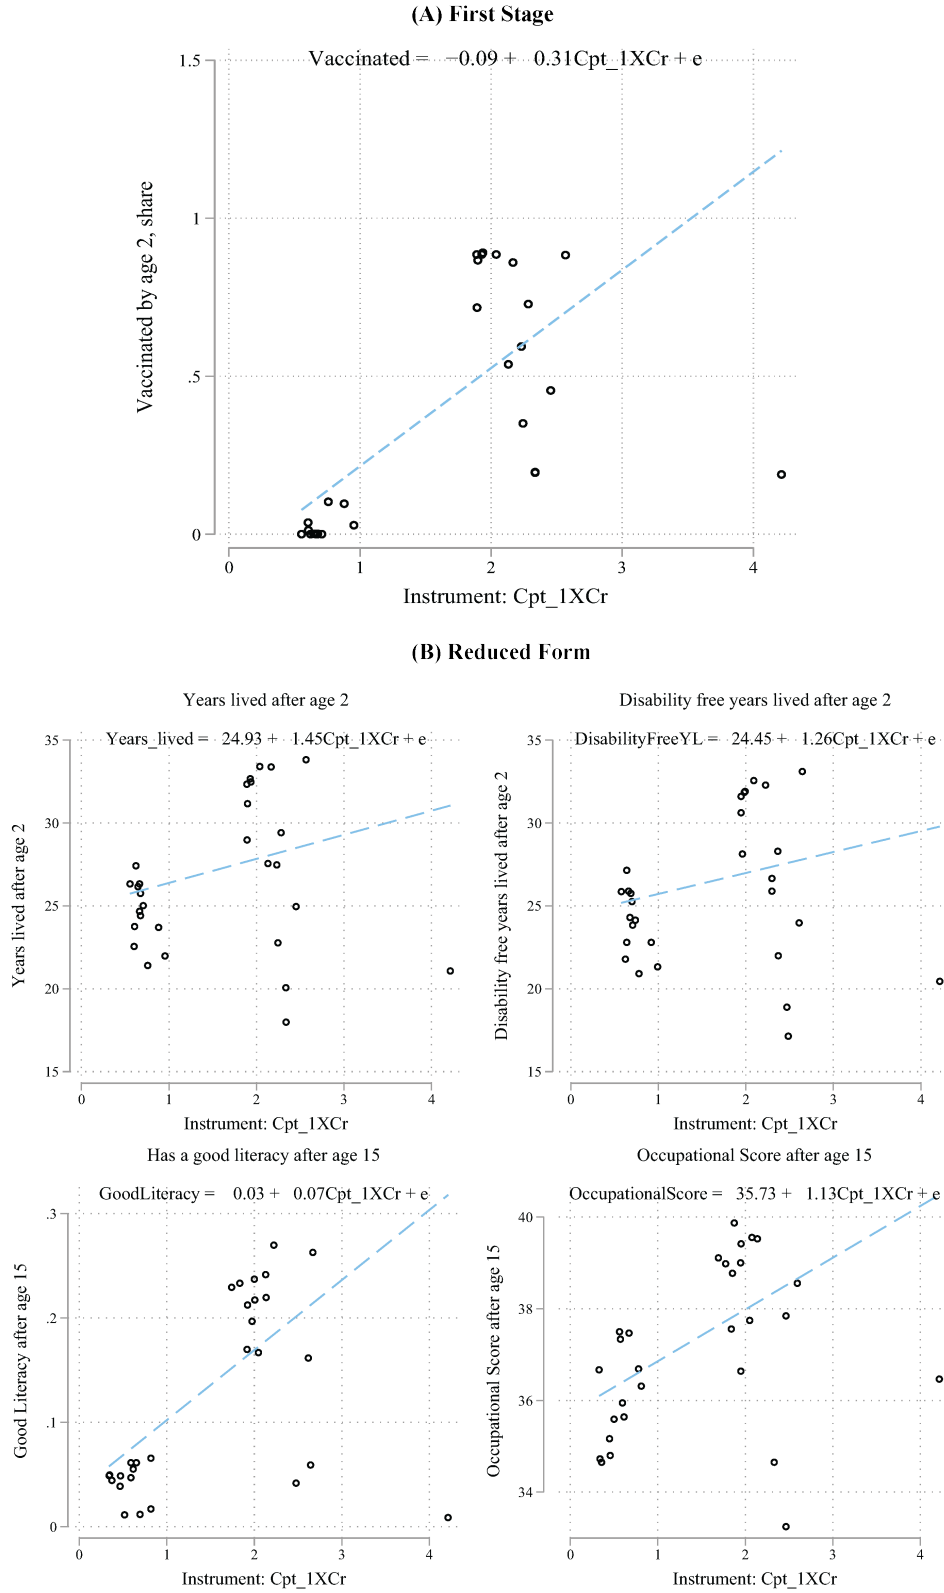 (A) First Stage
Vaccinated = −0.09 + 0.31Cpt_1XCr + e
1.5
1
.5
0
Vaccinated by age 2, share
0 1 2 3 4
Instrument: Cpt_1XCr
(B) Reduced Form
Years lived after age 2
Years_lived = 24.93 + 1.45Cpt_1XCr + e
35
30
25
20
15
Years lived after age 2
0 1 2 3 4
Instrument: Cpt_1XCr
Disability free years lived after age 2
DisabilityFreeYL = 24.45 + 1.26Cpt_1XCr + e
35
30
25
20
15
Disability free years lived after age 2
0 1 2 3 4
Instrument: Cpt_1XCr
Has a good literacy after age 15
GoodLiteracy = 0.03 + 0.07Cpt_1XCr + e
.3
.2
.1
0
Good Literacy after age 15
0 1 2 3 4
Instrument: Cpt_1XCr
Occupational Score after age 15
OccupationalScore = 35.73 + 1.13Cpt_1XCr + e
40
38
36
34
Occupational Score after age 15
0 1 2 3 4
Instrument: Cpt_1XCr